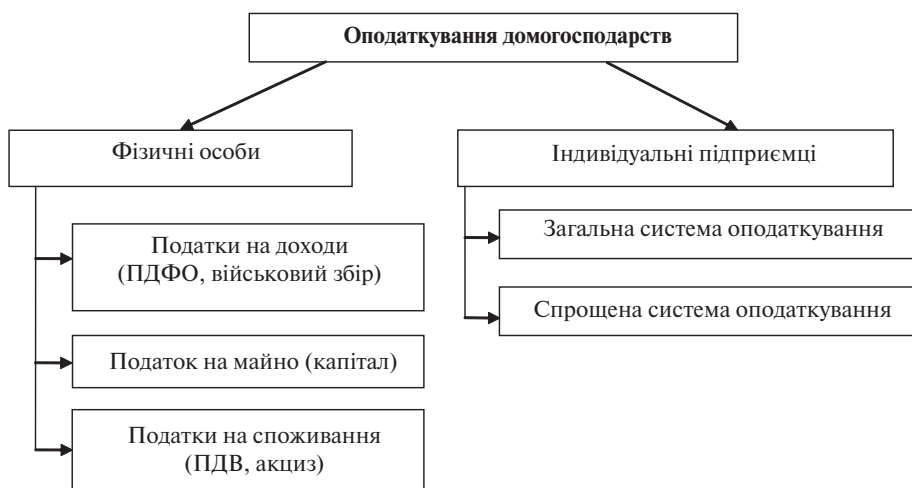 Оподаткування домогосподарств
Фізичні особи
Податки на доходи
(ПДФО, військовий збір)
Податок на майно (капітал)
Податки на споживання
(ПДВ, акциз)
Індивідуальні підприємці
Загальна система оподаткування
Спрощена система оподаткування